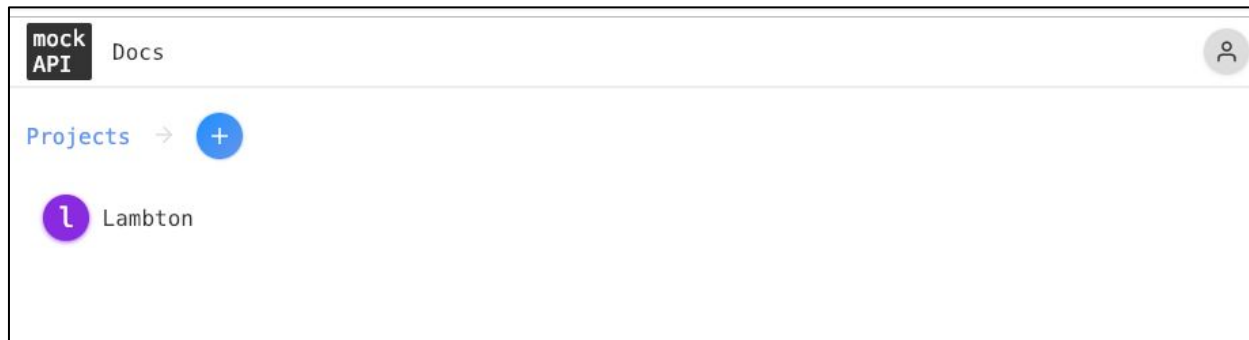 mock
API
Docs
Projects → +
l
Lambton